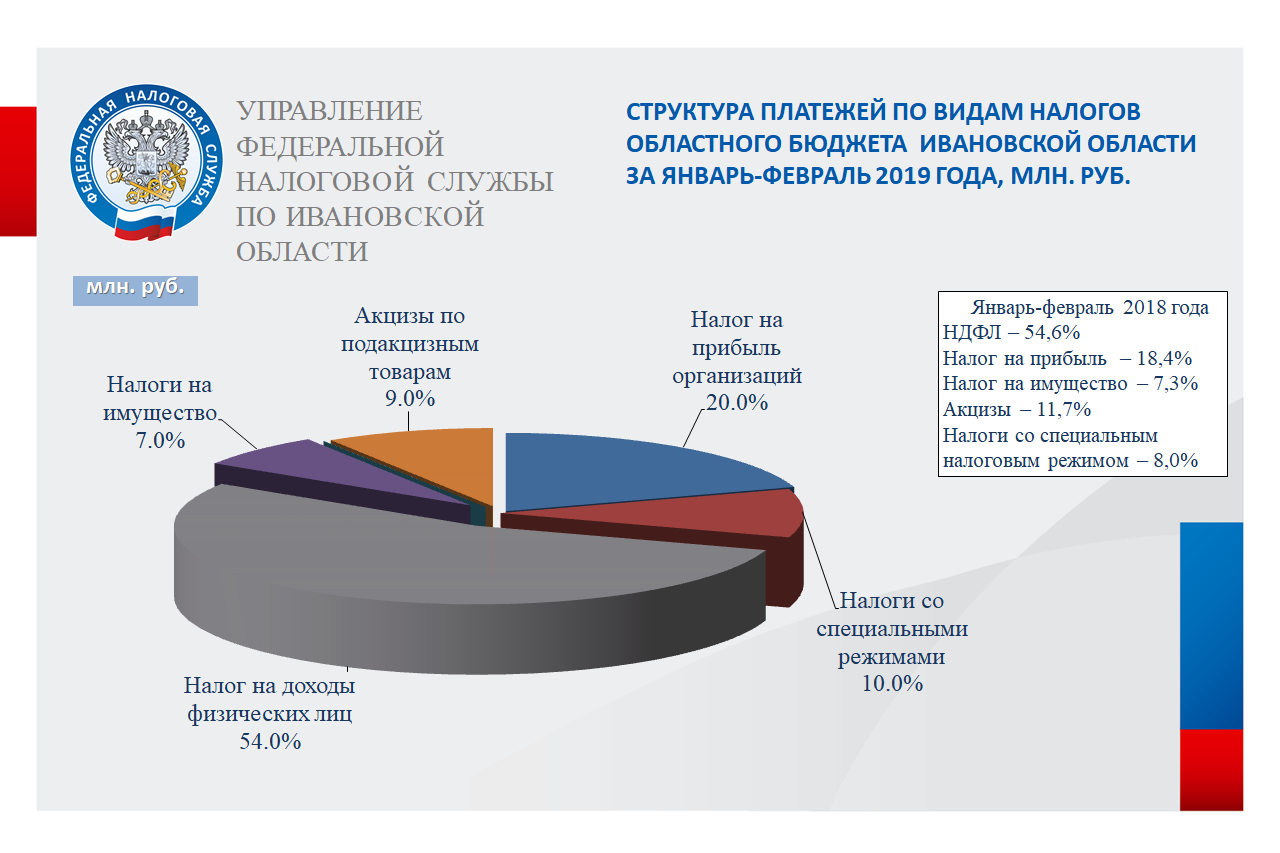 ФЕДЕРАЛЬНАЯ НАЛОГОВАЯ СЛУЖБА
УПРАВЛЕНИЕ
ФЕДЕРАЛЬНОЙ
НАЛОГОВОЙ СЛУЖБЫ
ПО ИВАНОВСКОЙ
ОБЛАСТИ
СТРУКТУРА ПЛАТЕЖЕЙ ПО ВИДАМ НАЛОГОВ
ОБЛАСТНОГО БЮДЖЕТА ИВАНОВСКОЙ ОБЛАСТИ
ЗА ЯНВАРЬ-ФЕВРАЛЬ 2019 ГОДА, МЛН. РУБ.
млн. руб.
Январь-февраль 2018 года
НДФЛ – 54,6%
Налог на прибыль – 18,4%
Налог на имущество – 7,3%
Акцизы – 11,7%
Налоги со специальным
налоговым режимом – 8,0%
Акцизы по
подакцизным
товарам
9.0%
Налог на
прибыль
организаций
20.0%
Налоги на
имущество
7.0%
Налоги со
специальными
режимами
10.0%
Налог на доходы
физических лиц
54.0%